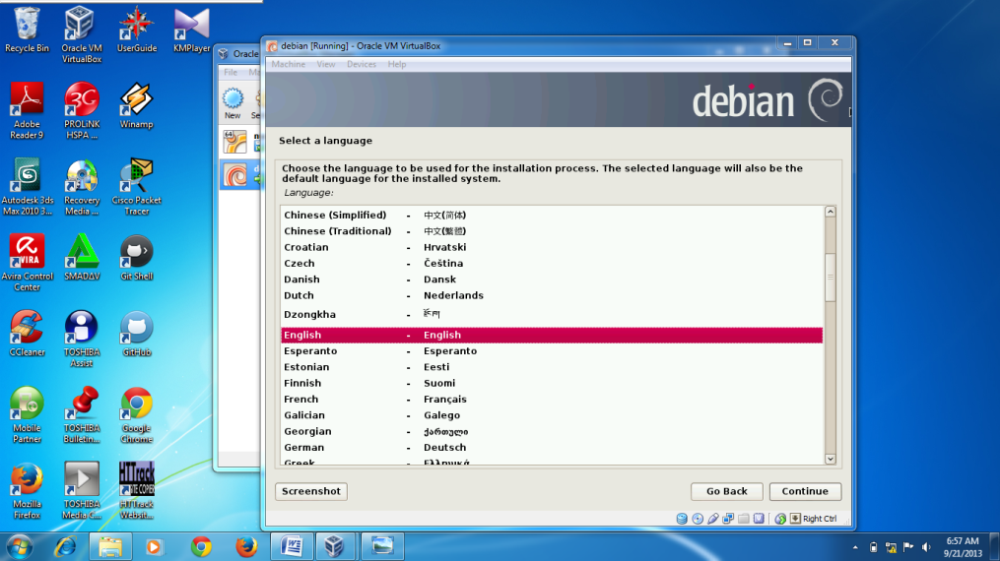 Recycle Bin
Oracle VM
VirtualBox
UserGuide
KMPlayer
Adobe
Reader 9
PROLiNK
HSPA ...
Winamp
Autodesk 3ds
Max 2010 3...
Recovery
Media ...
Cisco Packet
Tracer
Avira Control
Center
SMADAV
Git Shell
CCleaner
TOSHIBA
Assist
GitHub
Mobile
Partner
TOSHIBA
Bulletin...
Google
Chrome
Mozilla
Firefox
TOSHIBA
Media C...
HTTrack
Websit...
Oracle
File
New
debian [Running] - Oracle VM VirtualBox
Machine View Devices Help
debian
Select a language
Choose the language to be used for the installation process. The selected language will also be the
default language for the installed system.
Language:
Chinese (Simplified) - 中文(简体)
Chinese (Traditional) - 中文(繁體)
Croatian - Hrvatski
Czech - Čeština
Danish - Dansk
Dutch - Nederlands
Dzongkha - རྫོང་ཁ
English - English
Esperanto - Esperanto
Estonian - Eesti
Finnish - Suomi
French - Français
Galician - Galego
Georgian - ქართული
German - Deutsch
Greek - Ελληνικά
Screenshot
Go Back
Continue
Right Ctrl
6:57 AM
9/21/2013